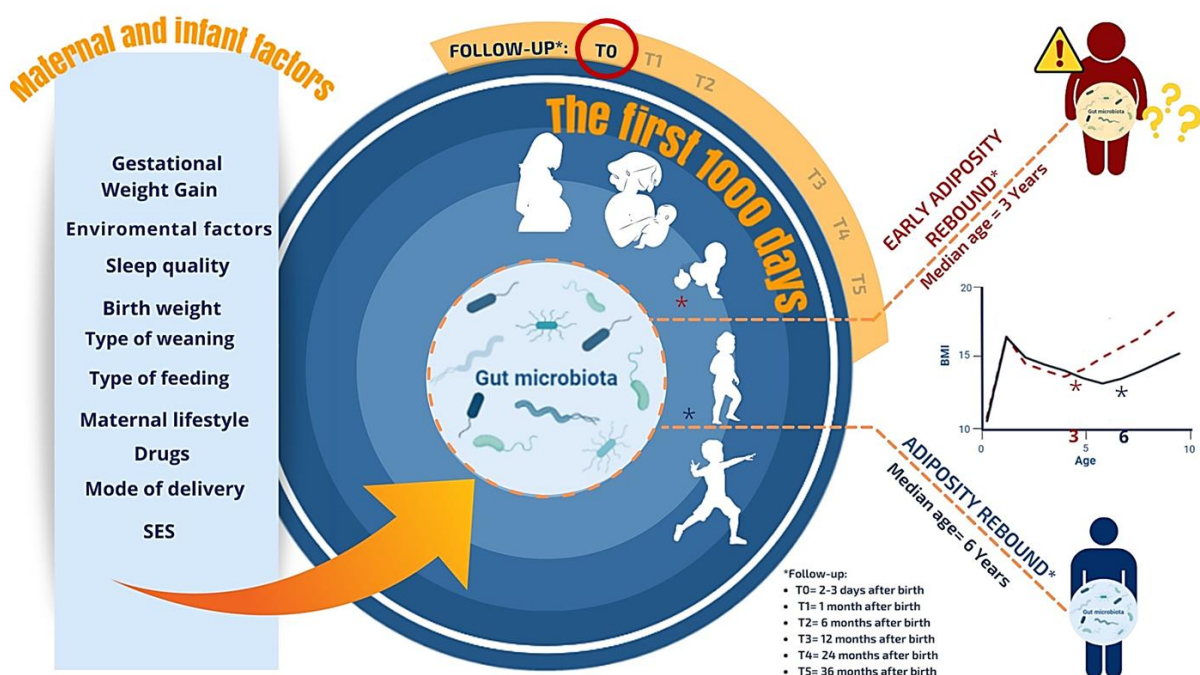 Maternal and infant factors
Gestational
Weight Gain
Enviromental factors
Sleep quality
Birth weight
Type of weaning
Type of feeding
Maternal lifestyle
Drugs
Mode of delivery
SES
FOLLOW-UP*: T0 T1 T2 T3 T4 T5
The first 1000 days
*
Gut microbiota
*
Gut microbiota
? ? ?
!
EARLY ADIPOSITY
REBOUND*
Median age = 3 Years
20
15
10
BMI
*
*
0 3 5 6 10
Age
ADIPOSITY REBOUND*
Median age= 6 Years
Gut microbiota
*Follow-up:
• T0= 2-3 days after birth
• T1= 1 month after birth
• T2= 6 months after birth
• T3= 12 months after birth
• T4= 24 months after birth
• T5= 36 months after birth